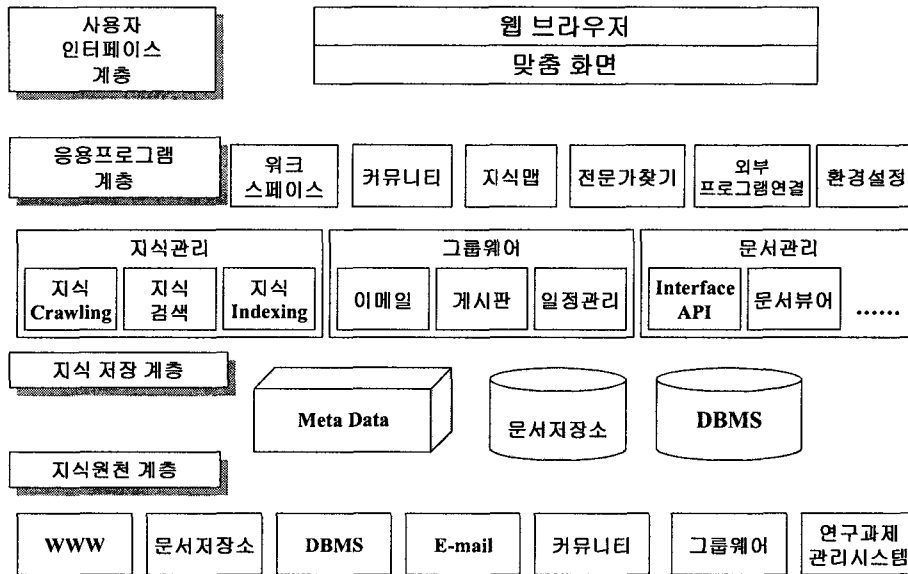 사용자
인터페이스
계층
웹 브라우저
맞춤 화면
응용프로그램
계층
워크
스페이스
커뮤니티
지식맵
전문가찾기
외부
프로그램연결
환경설정
지식관리
지식
Crawling
지식
검색
지식
Indexing
그룹웨어
이메일
게시판
일정관리
문서관리
Interface
API
문서뷰어
......
지식 저장 계층
Meta Data
문서저장소
DBMS
지식원천 계층
WWW
문서저장소
DBMS
E-mail
커뮤니티
그룹웨어
연구과제
관리시스템